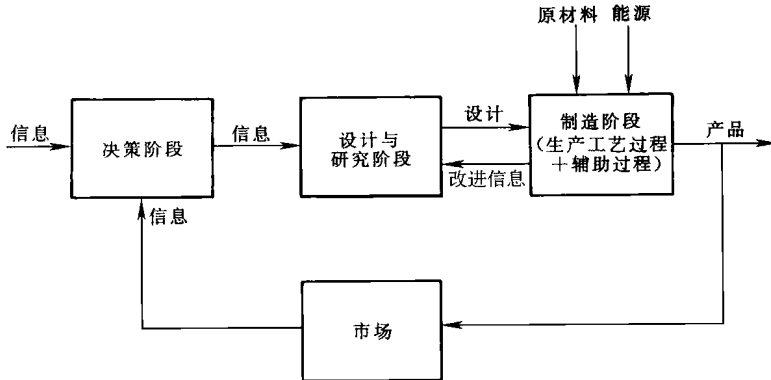 原材料 能源
信息
决策阶段
信息
设计与
研究阶段
设计
改进信息
制造阶段
(生产工艺过程
+辅助过程)
产品
信息
市场